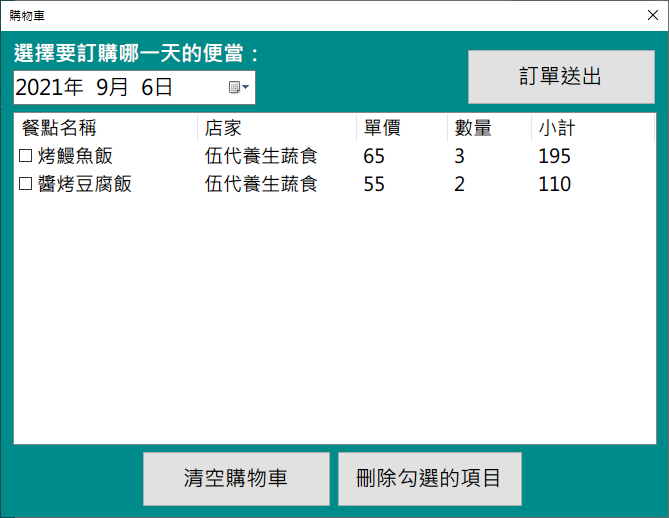 購物車
選擇要訂購哪一天的便當：
2021年 9月 6日
訂單送出
餐點名稱 店家 單價 數量 小計
烤鰻魚飯 伍代養生蔬食 65 3 195
醬烤豆腐飯 伍代養生蔬食 55 2 110
清空購物車 刪除勾選的項目